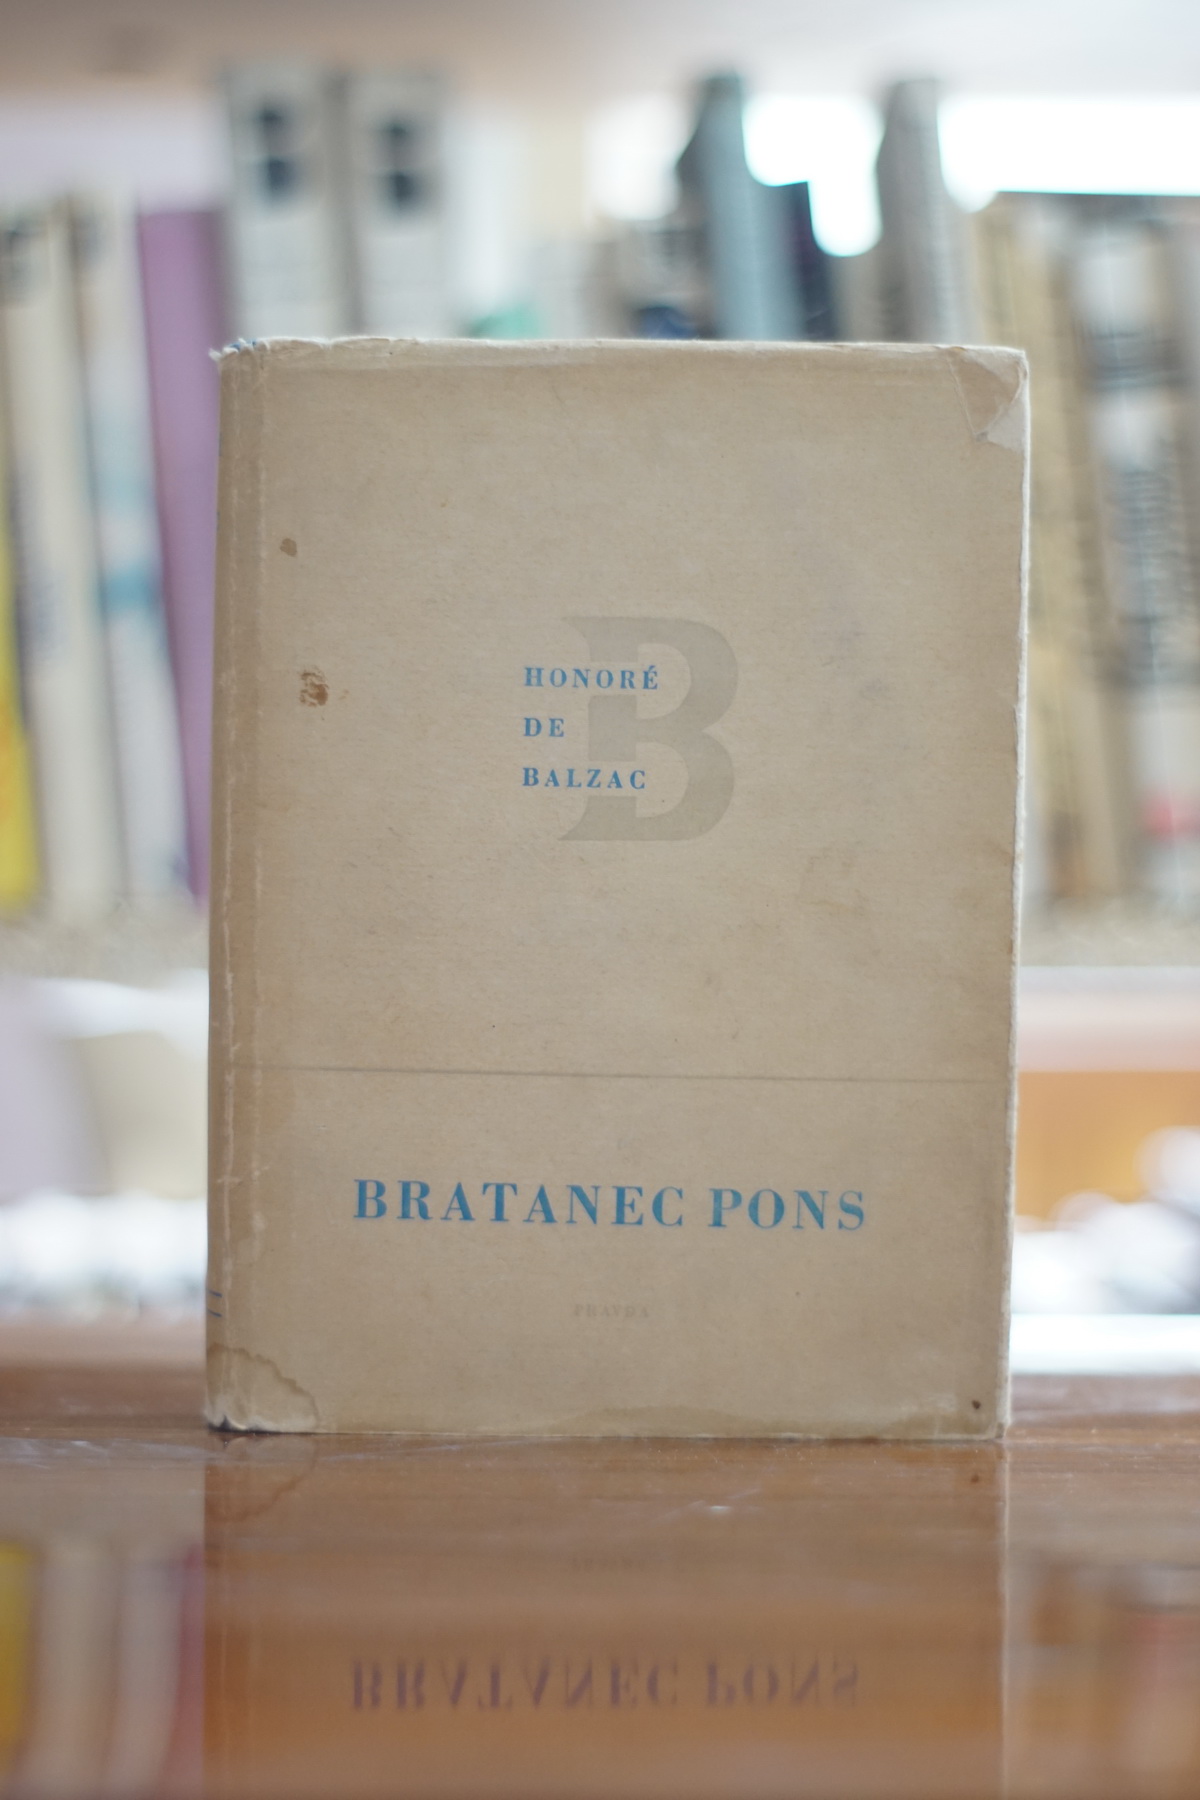 HONORÉ
DE
BALZAC
B
BRATANEC PONS
PRAVDA